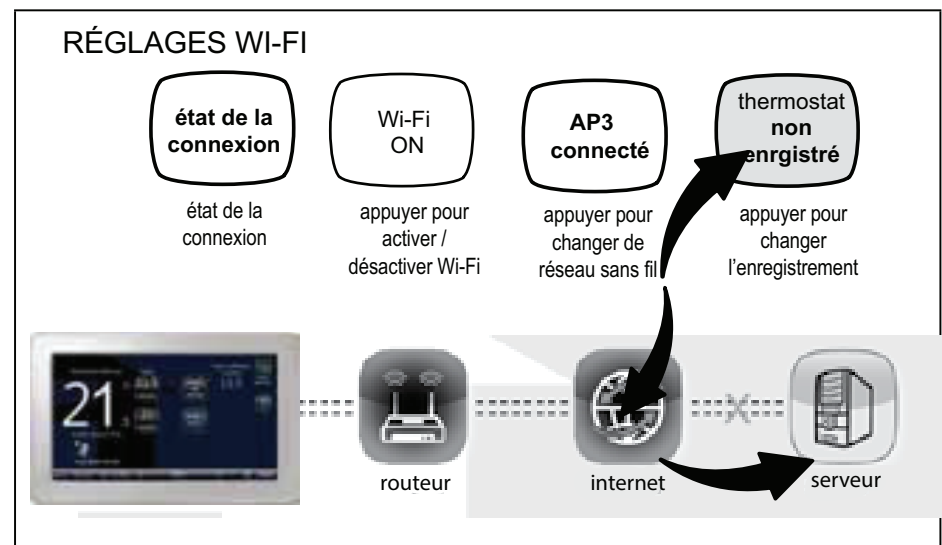 RÉGLAGES WI-FI
état de la
connexion
Wi-Fi
ON
AP3
connecté
thermostat
non
enrgistré
état de la
connexion
appuyer pour
activer /
désactiver Wi-Fi
appuyer pour
changer de
réseau sans fil
appuyer pour
changer
l’enregistrement
21
routeur
internet
serveur